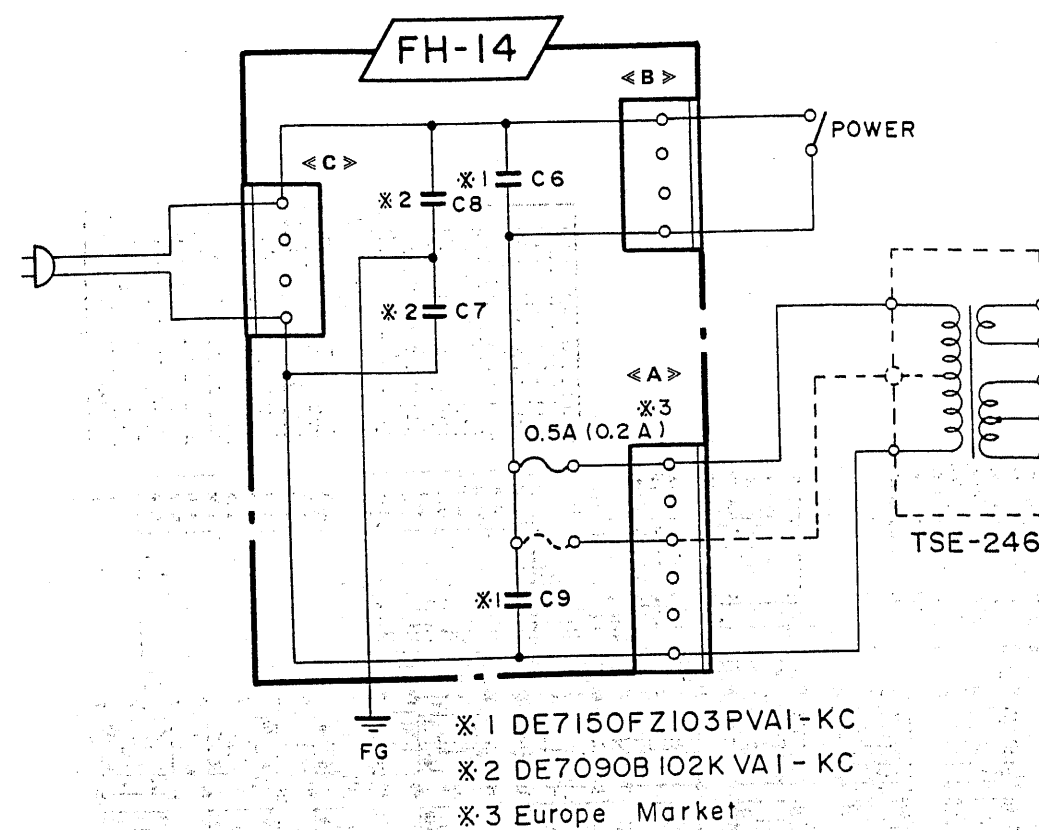 FH-14
≪B≫
POWER
≪C≫
※1 C6
※2 C8
※2 C7
≪A≫
※3
0.5A (0.2A)
TSE-246
※1 C9
FG
※1 DE7150FZ103PVA1-KC
※2 DE7090B102KVA1-KC
※3 Europe Market